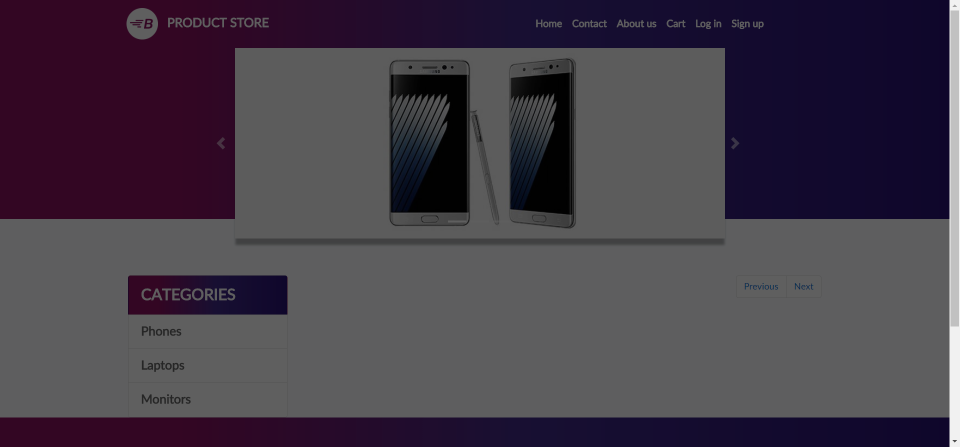 PRODUCT STORE
Home Contact About us Cart Log in Sign up
CATEGORIES
Previous Next
Phones
Laptops
Monitors